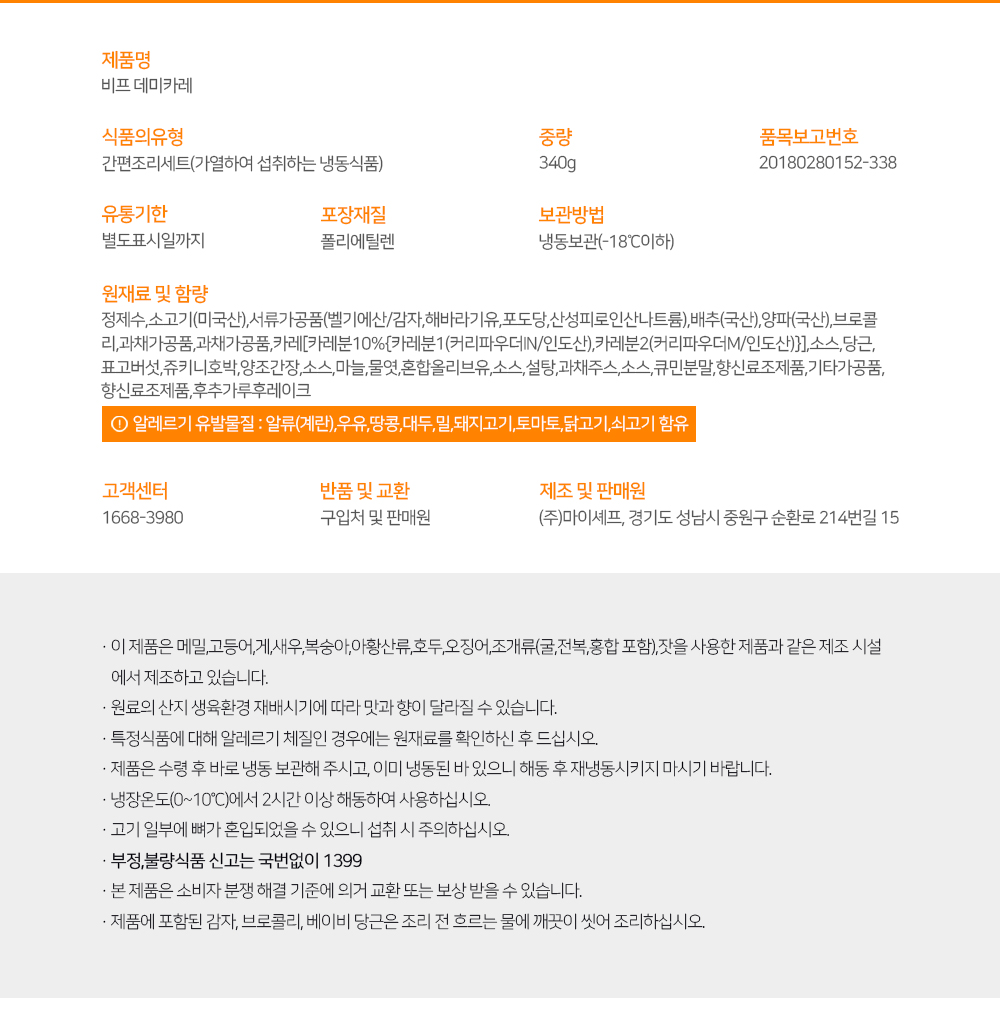 제품명
비프 데미카레
식품의유형
간편조리세트(가열하여 섭취하는 냉동식품)
중량
340g
품목보고번호
20180280152-338
유통기한
별도표시일까지
포장재질
폴리에틸렌
보관방법
냉동보관(-18℃이하)
원재료 및 함량
정제수,소고기(미국산),서류가공품(벨기에산/감자,해바라기유,포도당,산성피로인산나트륨),배추(국산),양파(국산),브로콜
리,과채가공품,과채가공품,카레[카레분10%{카레분1(커리파우더IN/인도산),카레분2(커리파우더M/인도산)}],소스,당근,
표고버섯,쥬키니호박,양조간장,소스,마늘,물엿,혼합올리브유,소스,설탕,과채주스,소스,큐민분말,향신료조제품,기타가공품,
향신료조제품,후추가루후레이크
알레르기 유발물질 : 알류(계란),우유,땅콩,대두,밀,돼지고기,토마토,닭고기,쇠고기 함유
고객센터
1668-3980
반품 및 교환
구입처 및 판매원
제조 및 판매원
(주)마이셰프, 경기도 성남시 중원구 순환로 214번길 15
· 이 제품은 메밀,고등어,게,새우,복숭아,아황산류,호두,오징어,조개류(굴,전복,홍합 포함),잣을 사용한 제품과 같은 제조 시설
에서 제조하고 있습니다.
· 원료의 산지 생육환경 재배시기에 따라 맛과 향이 달라질 수 있습니다.
· 특정식품에 대해 알레르기 체질인 경우에는 원재료를 확인하신 후 드십시오.
· 제품은 수령 후 바로 냉동 보관해 주시고, 이미 냉동된 바 있으니 해동 후 재냉동시키지 마시기 바랍니다.
· 냉장온도(0~10℃)에서 2시간 이상 해동하여 사용하십시오.
· 고기 일부에 뼈가 혼입되었을 수 있으니 섭취 시 주의하십시오.
· 부정,불량식품 신고는 국번없이 1399
· 본 제품은 소비자 분쟁 해결 기준에 의거 교환 또는 보상 받을 수 있습니다.
· 제품에 포함된 감자, 브로콜리, 베이비 당근은 조리 전 흐르는 물에 깨끗이 씻어 조리하십시오.